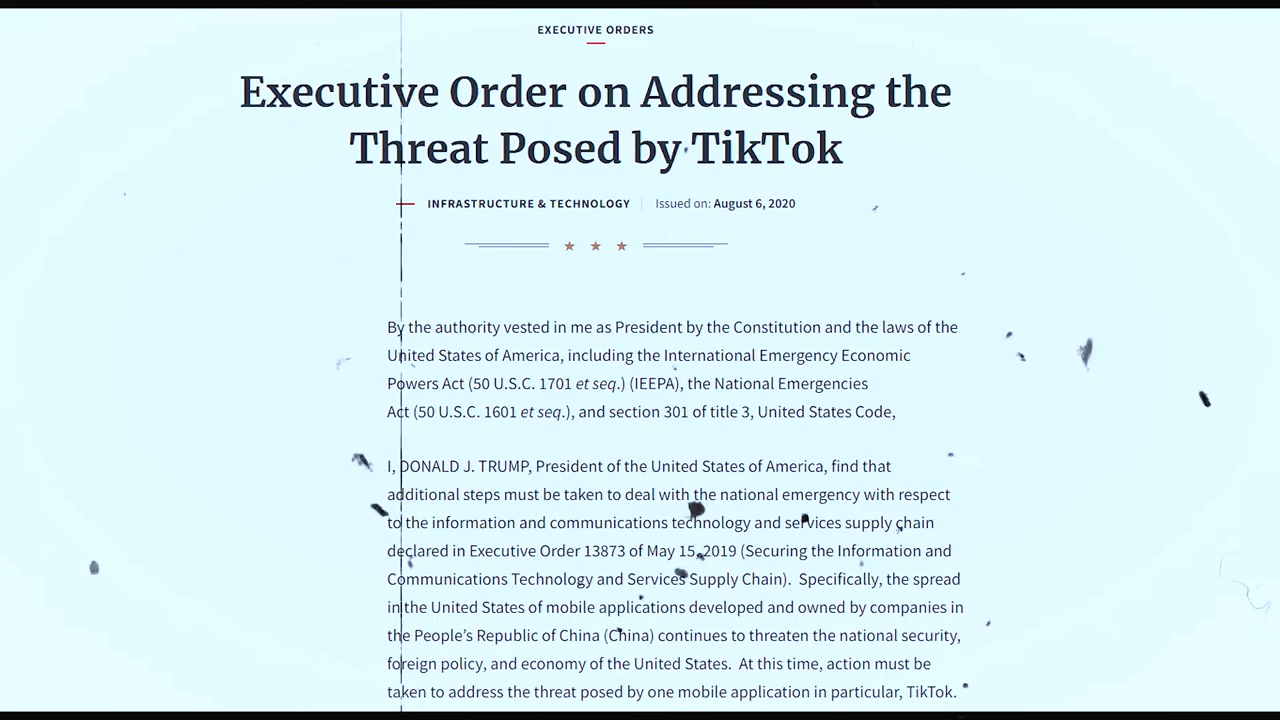 EXECUTIVE ORDERS
Executive Order on Addressing the
Threat Posed by TikTok
INFRASTRUCTURE & TECHNOLOGY Issued on: August 6, 2020
By the authority vested in me as President by the Constitution and the laws of the
United States of America, including the International Emergency Economic
Powers Act (50 U.S.C. 1701 et seq.) (IEEPA), the National Emergencies
Act (50 U.S.C. 1601 et seq.), and section 301 of title 3, United States Code,
I, DONALD J. TRUMP, President of the United States of America, find that
additional steps must be taken to deal with the national emergency with respect
to the information and communications technology and services supply chain
declared in Executive Order 13873 of May 15, 2019 (Securing the Information and
Communications Technology and Services Supply Chain).  Specifically, the spread
in the United States of mobile applications developed and owned by companies in
the People’s Republic of China (China) continues to threaten the national security,
foreign policy, and economy of the United States.  At this time, action must be
taken to address the threat posed by one mobile application in particular, TikTok.